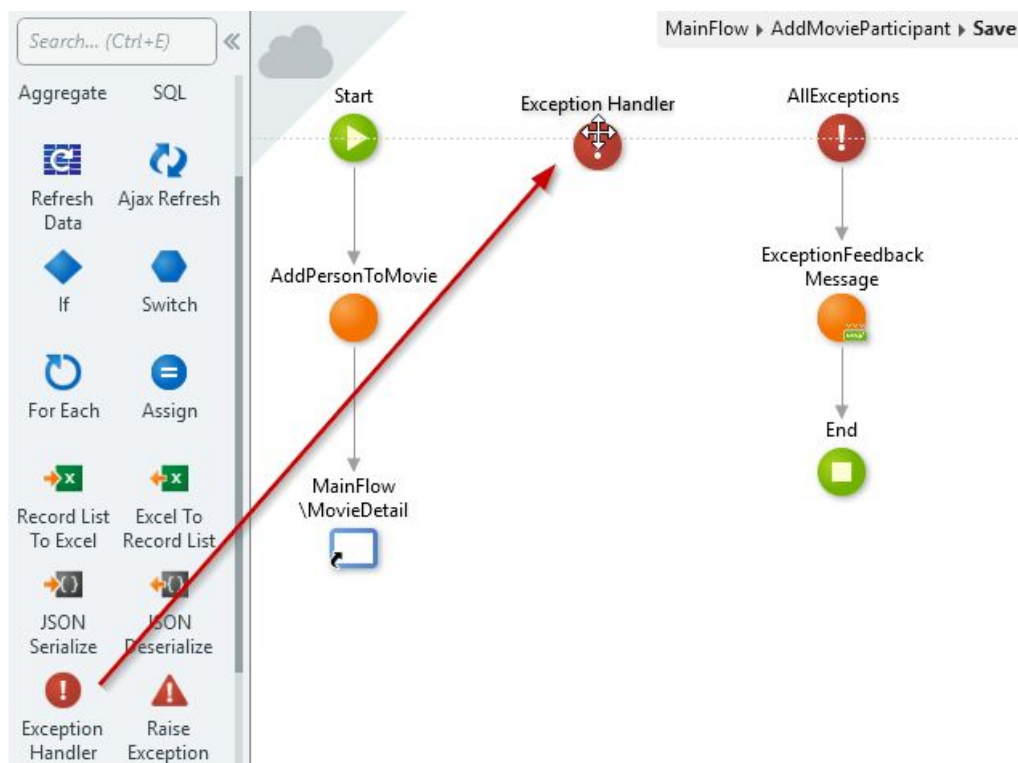 Search... (Ctrl+E)
Aggregate
SQL
Refresh
Data
Ajax Refresh
If
Switch
For Each
Assign
Record List
To Excel
Excel To
Record List
JSON
Serialize
JSON
Deserialize
Exception
Handler
Raise
Exception
MainFlow AddMovieParticipant Save
Start
AddPersonToMovie
MainFlow
\MovieDetail
Exception Handler
AllExceptions
ExceptionFeedback
Message
End